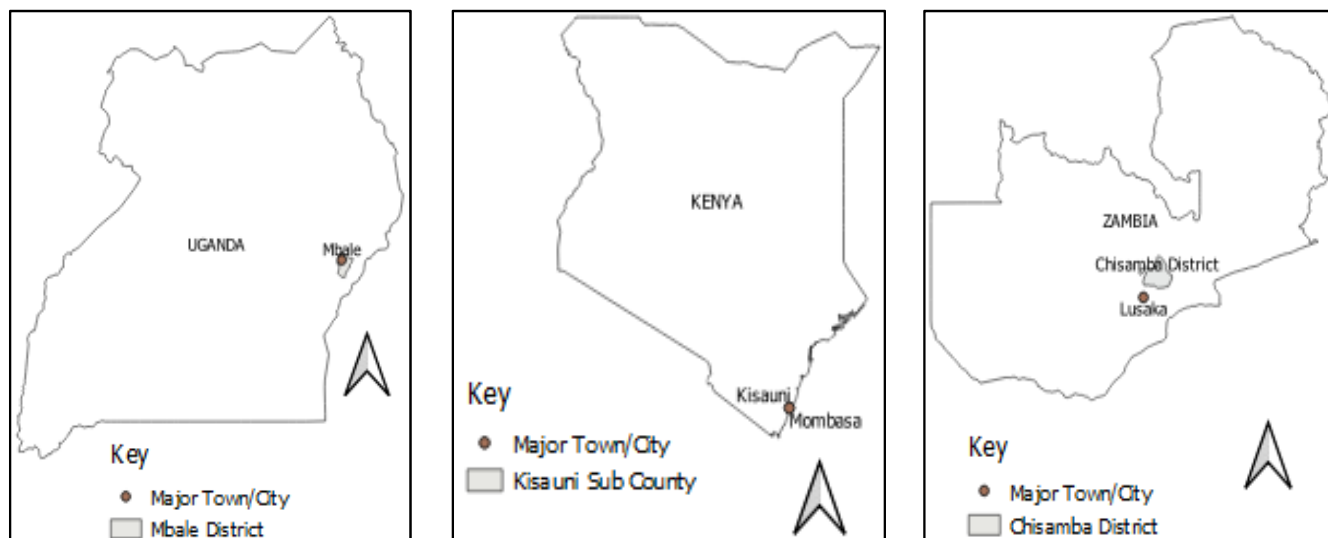 UGANDA
Mbale
Key
Major Town/City
Mbale District
KENYA
Kisauni
Mombasa
Key
Major Town/City
Kisauni Sub County
ZAMBIA
Chisamba District
Lusaka
Key
Major Town/City
Chisamba District